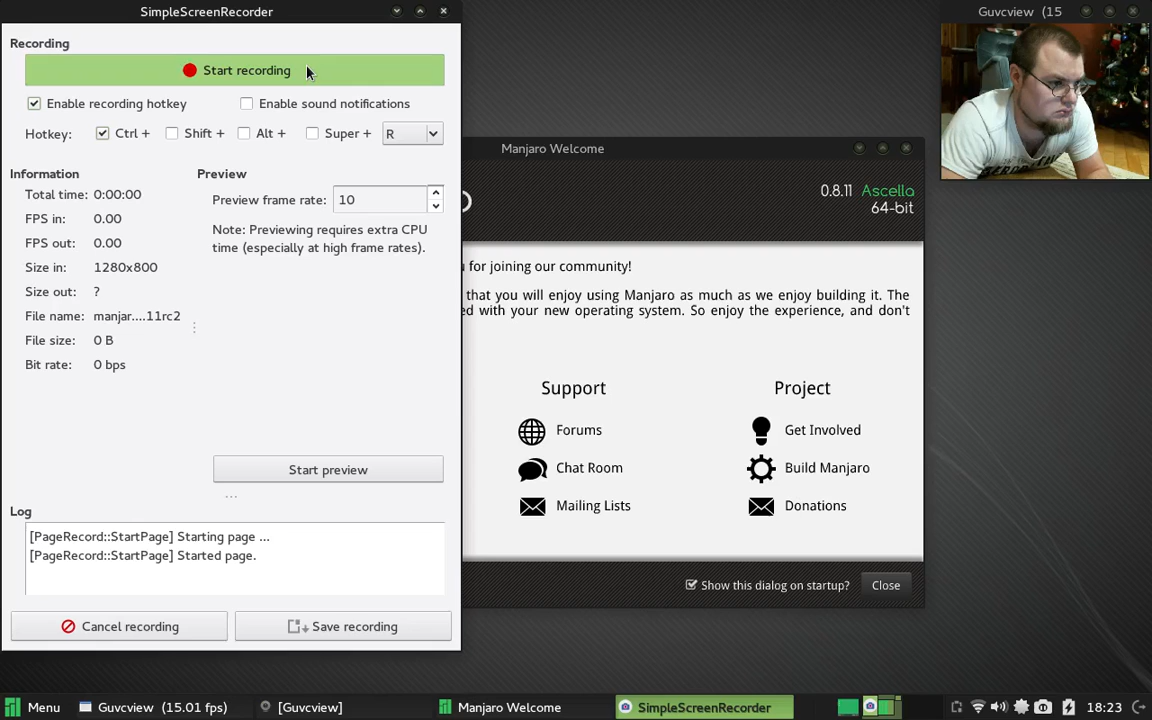 SimpleScreenRecorder
Recording
Start recording
Enable recording hotkey
Enable sound notifications
Hotkey:
Ctrl +
Shift +
Alt +
Super +
R
Information
Total time: 0:00:00
FPS in: 0.00
FPS out: 0.00
Size in: 1280x800
Size out: ?
File name: manjar....11rc2
File size: 0 B
Bit rate: 0 bps
Preview
Preview frame rate: 10
Note: Previewing requires extra CPU
time (especially at high frame rates).
Start preview
Log
[PageRecord::StartPage] Starting page ...
[PageRecord::StartPage] Started page.
Cancel recording
Save recording
Manjaro Welcome
0.8.11 Ascella
64-bit
for joining our community!
that you will enjoy using Manjaro as much as we enjoy building it. The
with your new operating system. So enjoy the experience, and don't
Support
Forums
Chat Room
Mailing Lists
Project
Get Involved
Build Manjaro
Donations
Show this dialog on startup?
Close
Guvcview (15
Menu
Guvcview (15.01 fps)
[Guvcview]
Manjaro Welcome
SimpleScreenRecorder
18:23